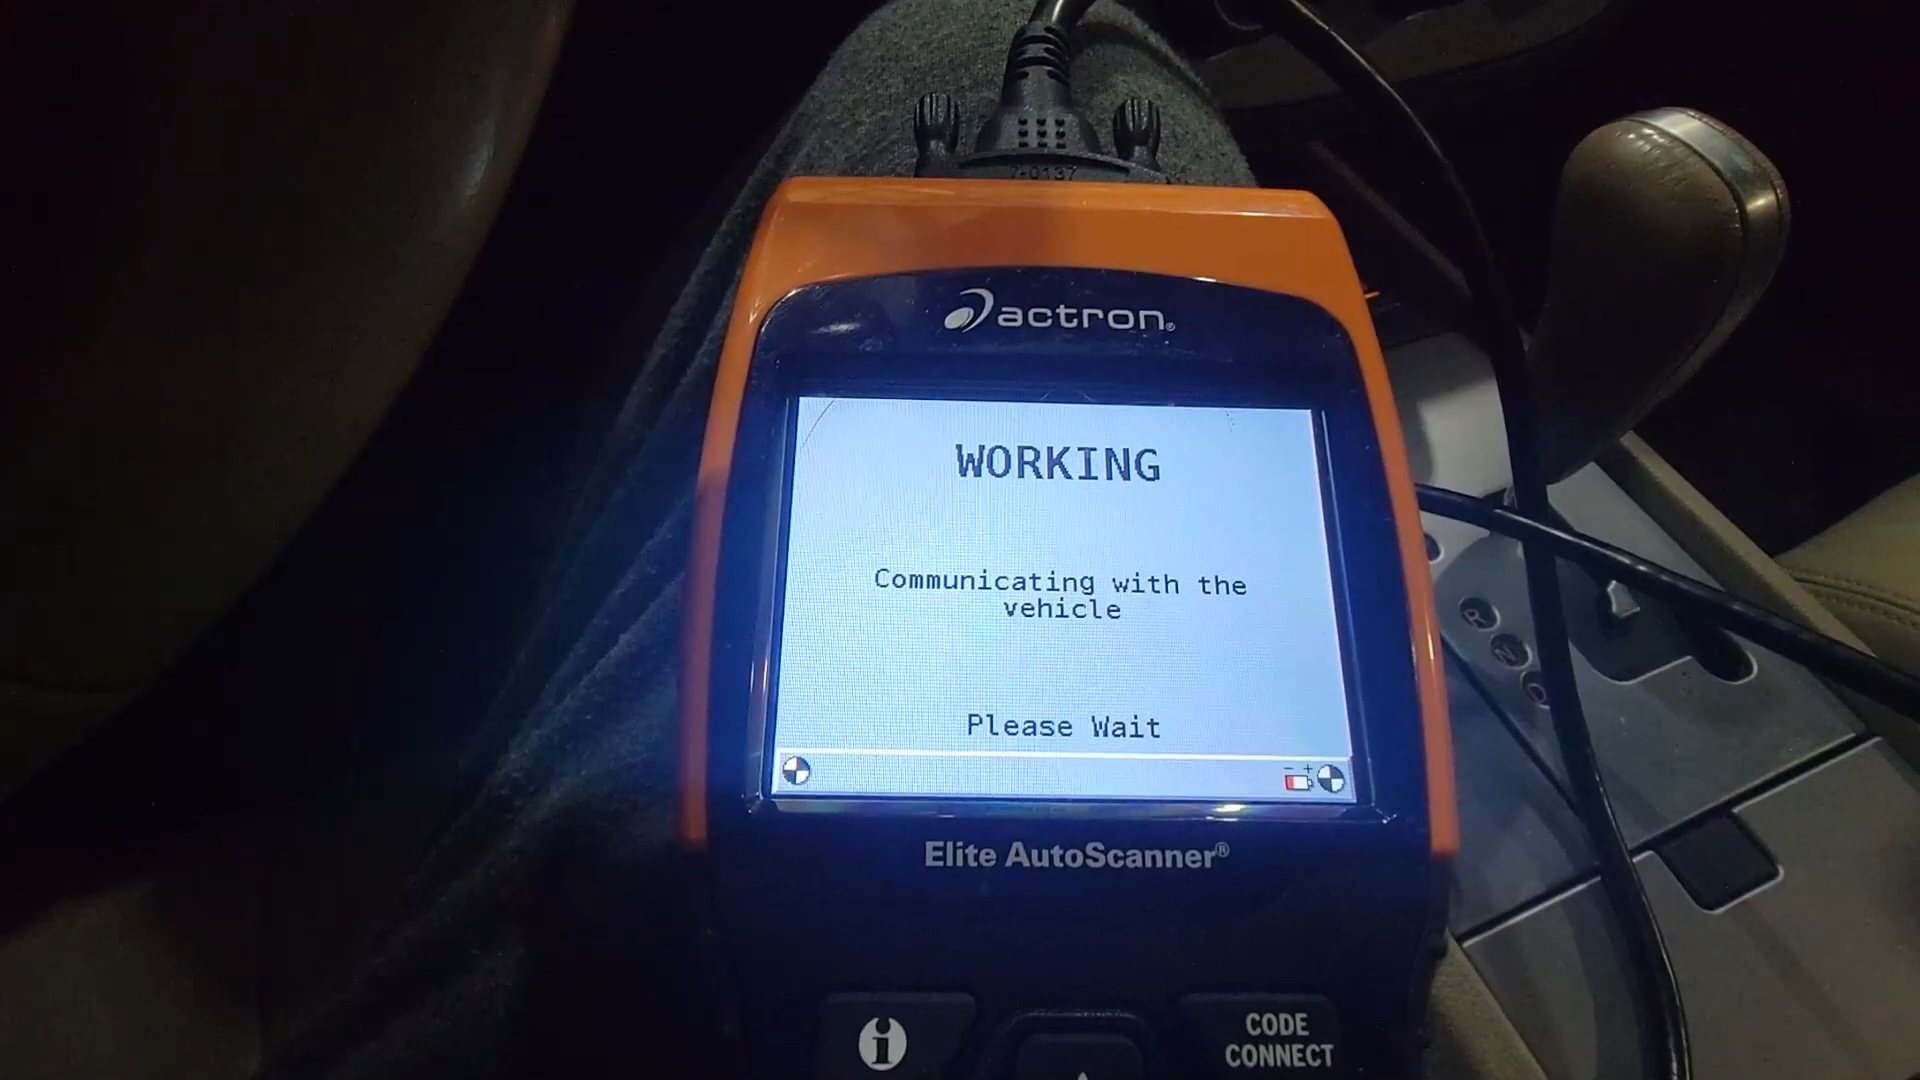 actron®
WORKING
Communicating with the
vehicle
Please Wait
- +
Elite AutoScanner®
CODE
CONNECT
R
N